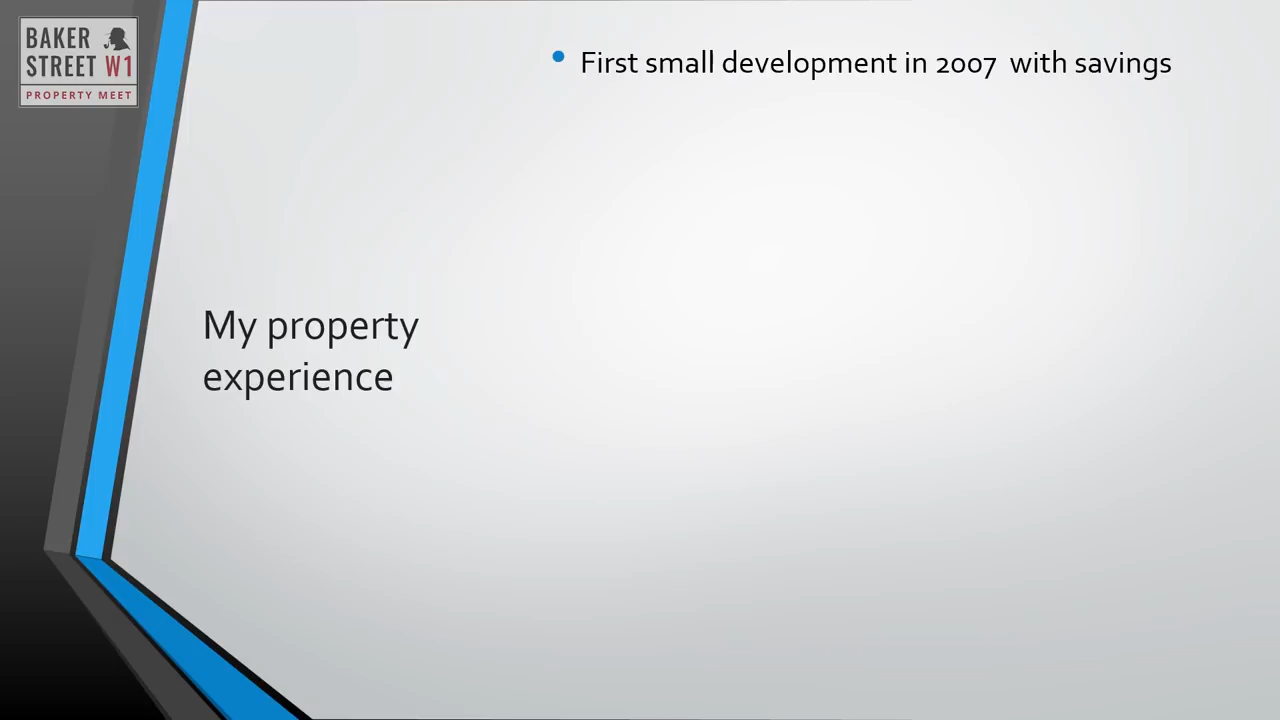 BAKER
STREET W1
PROPERTY MEET
First small development in 2007 with savings
My property
experience